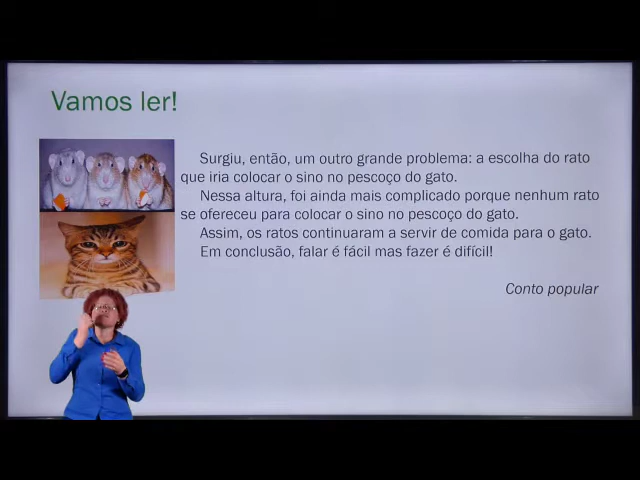 Vamos ler!
Surgiu, então, um outro grande problema: a escolha do rato
que iria colocar o sino no pescoço do gato.
Nessa altura, foi ainda mais complicado porque nenhum rato
se ofereceu para colocar o sino no pescoço do gato.
Assim, os ratos continuaram a servir de comida para o gato.
Em conclusão, falar é fácil mas fazer é difícil!
Conto popular